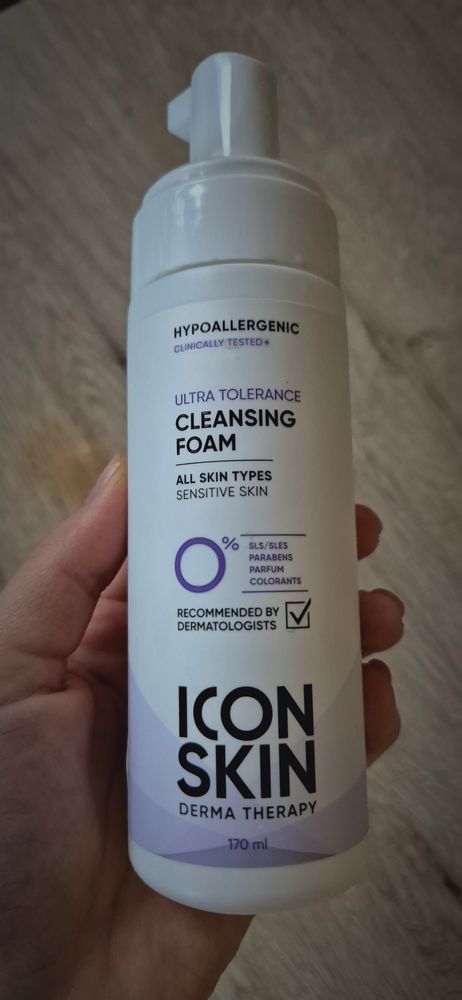 HYPOALLERGENIC
CLINICALLY TESTED+
ULTRA TOLERANCE
CLEANSING
FOAM
ALL SKIN TYPES
SENSITIVE SKIN
0%
SLS/SLES
PARABENS
PARFUM
COLORANTS
RECOMMENDED BY
DERMATOLOGISTS
ICON
SKIN
DERMA THERAPY
170 ml